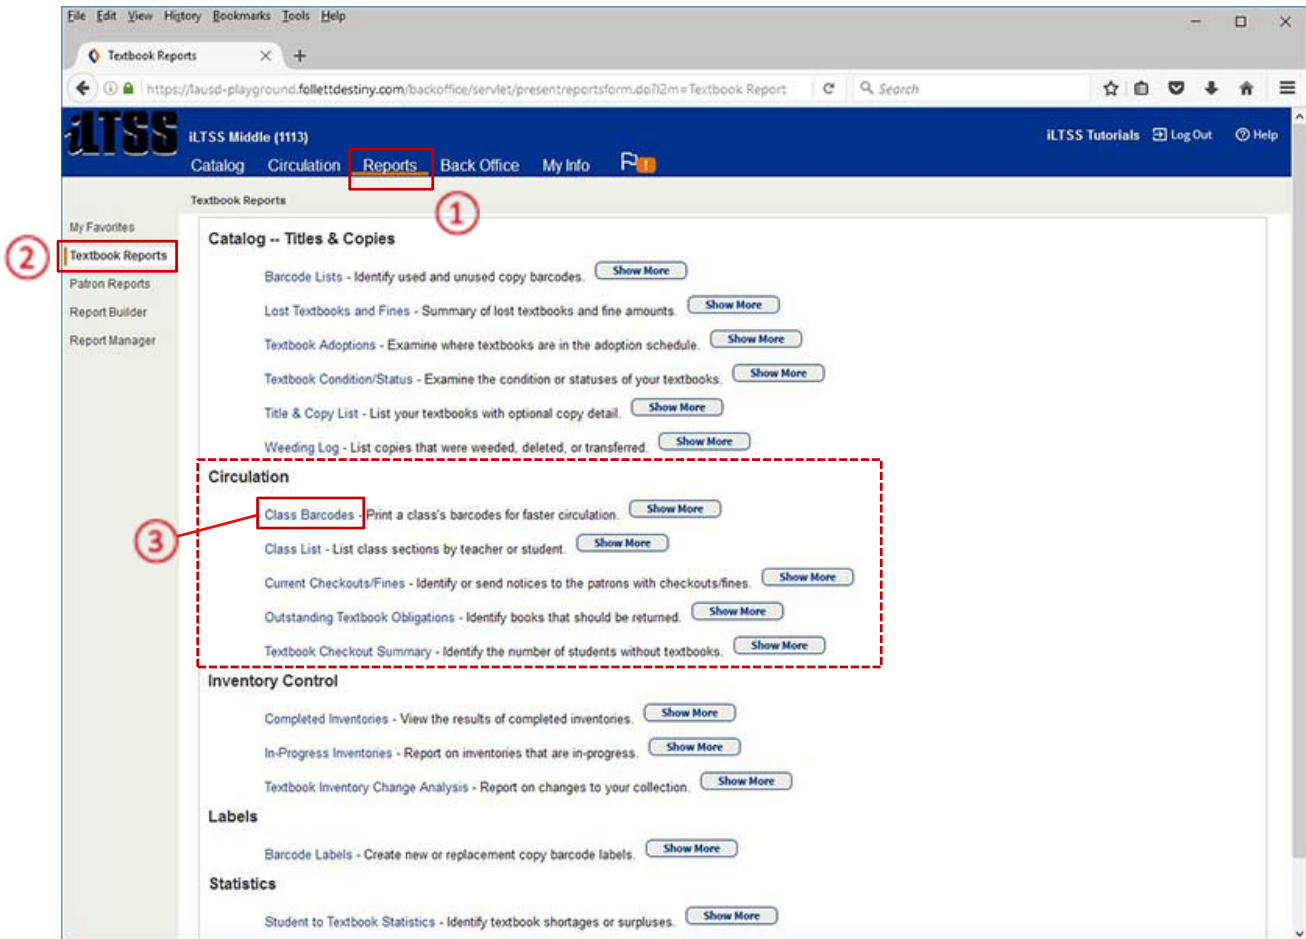 File Edit View History Bookmarks Tools Help
Textbook Reports
https://lausd-playground.follettdestiny.com/backoffice/servlet/presentreportsform.do?l2m=Textbook Report
Search
iLTSS
iLTSS Middle (1113)
iLTSS Tutorials Log Out Help
Catalog Circulation Reports Back Office My Info !
Textbook Reports
1
2
My Favorites
Textbook Reports
Patron Reports
Report Builder
Report Manager
Catalog -- Titles & Copies
Barcode Lists - Identify used and unused copy barcodes. Show More
Lost Textbooks and Fines - Summary of lost textbooks and fine amounts. Show More
Textbook Adoptions - Examine where textbooks are in the adoption schedule. Show More
Textbook Condition/Status - Examine the condition or statuses of your textbooks. Show More
Title & Copy List - List your textbooks with optional copy detail. Show More
Weeding Log - List copies that were weeded, deleted, or transferred. Show More
Circulation
3
Class Barcodes - Print a class's barcodes for faster circulation. Show More
Class List - List class sections by teacher or student. Show More
Current Checkouts/Fines - Identify or send notices to the patrons with checkouts/fines. Show More
Outstanding Textbook Obligations - Identify books that should be returned. Show More
Textbook Checkout Summary - Identify the number of students without textbooks. Show More
Inventory Control
Completed Inventories - View the results of completed inventories. Show More
In-Progress Inventories - Report on inventories that are in-progress. Show More
Textbook Inventory Change Analysis - Report on changes to your collection. Show More
Labels
Barcode Labels - Create new or replacement copy barcode labels. Show More
Statistics
Student to Textbook Statistics - Identify textbook shortages or surpluses. Show More